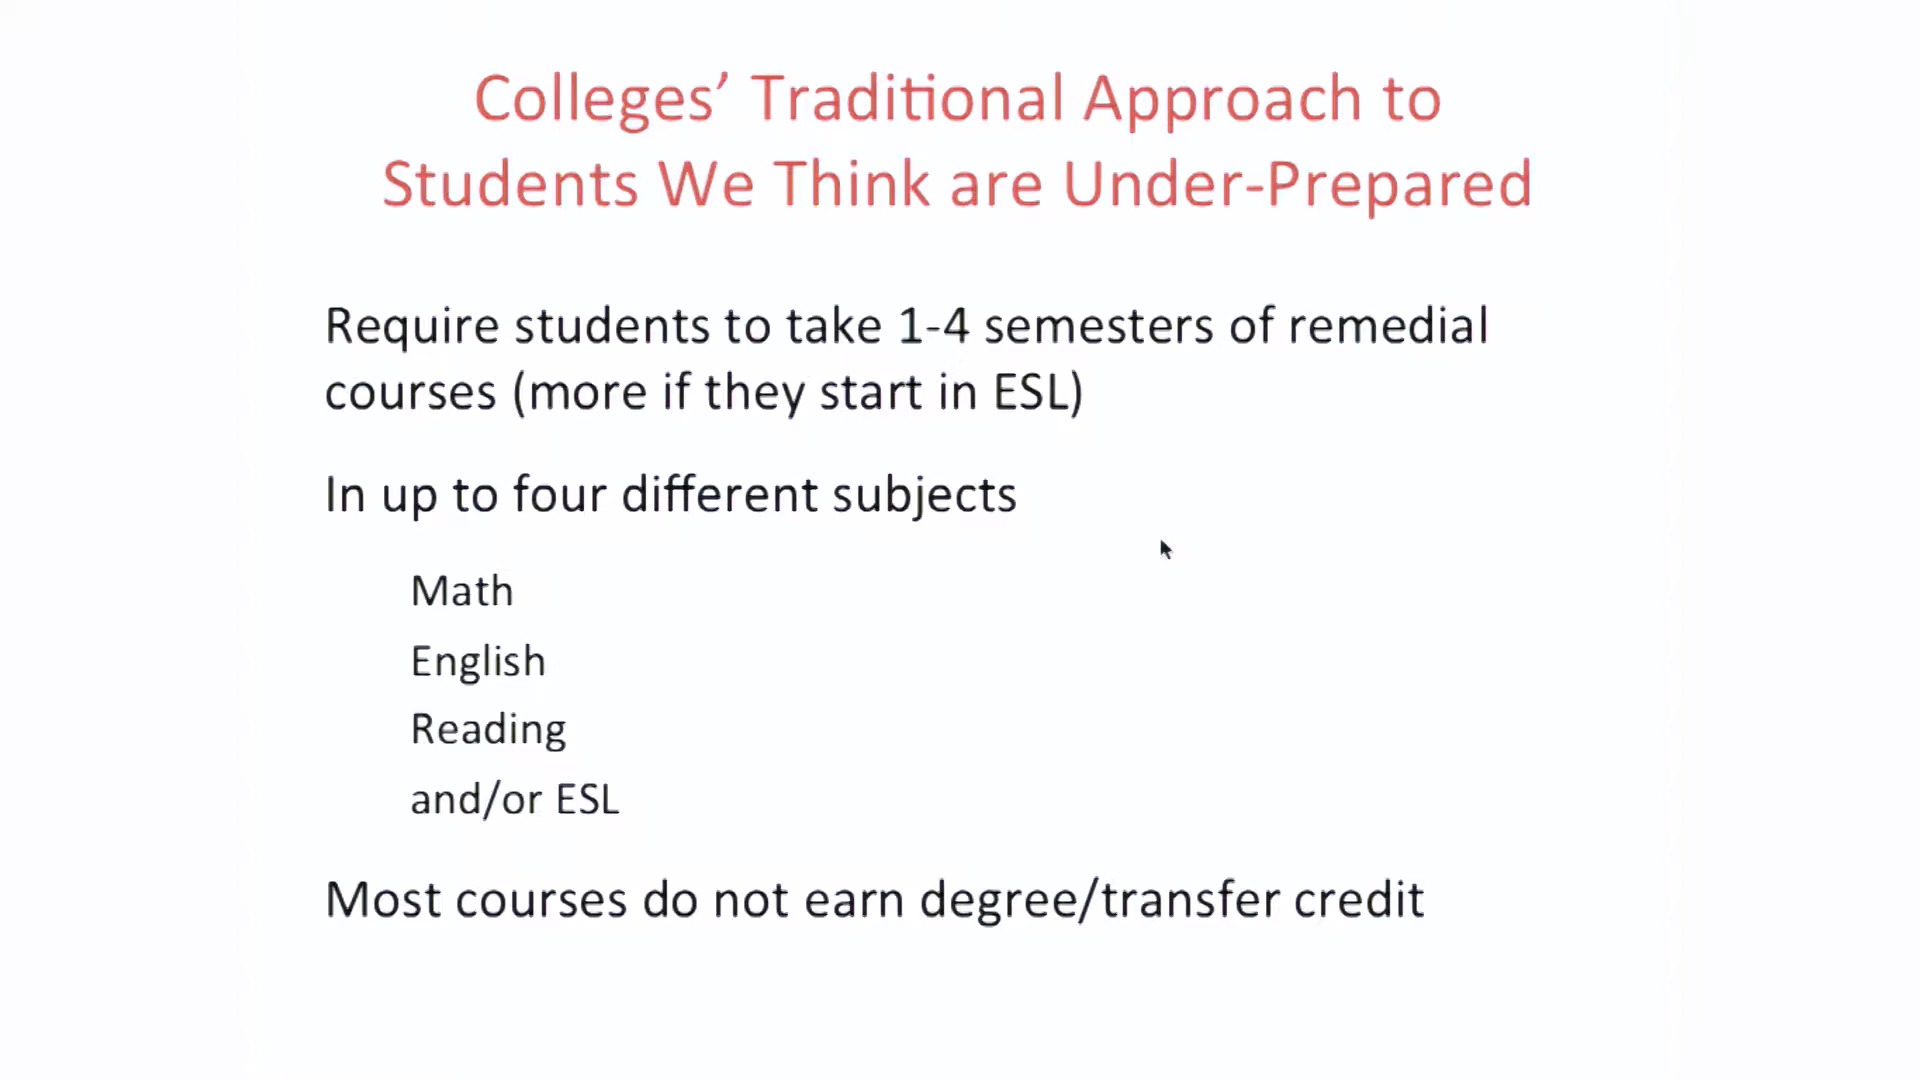 Colleges’ Traditional Approach to
Students We Think are Under-Prepared
Require students to take 1-4 semesters of remedial
courses (more if they start in ESL)
In up to four different subjects
Math
English
Reading
and/or ESL
Most courses do not earn degree/transfer credit